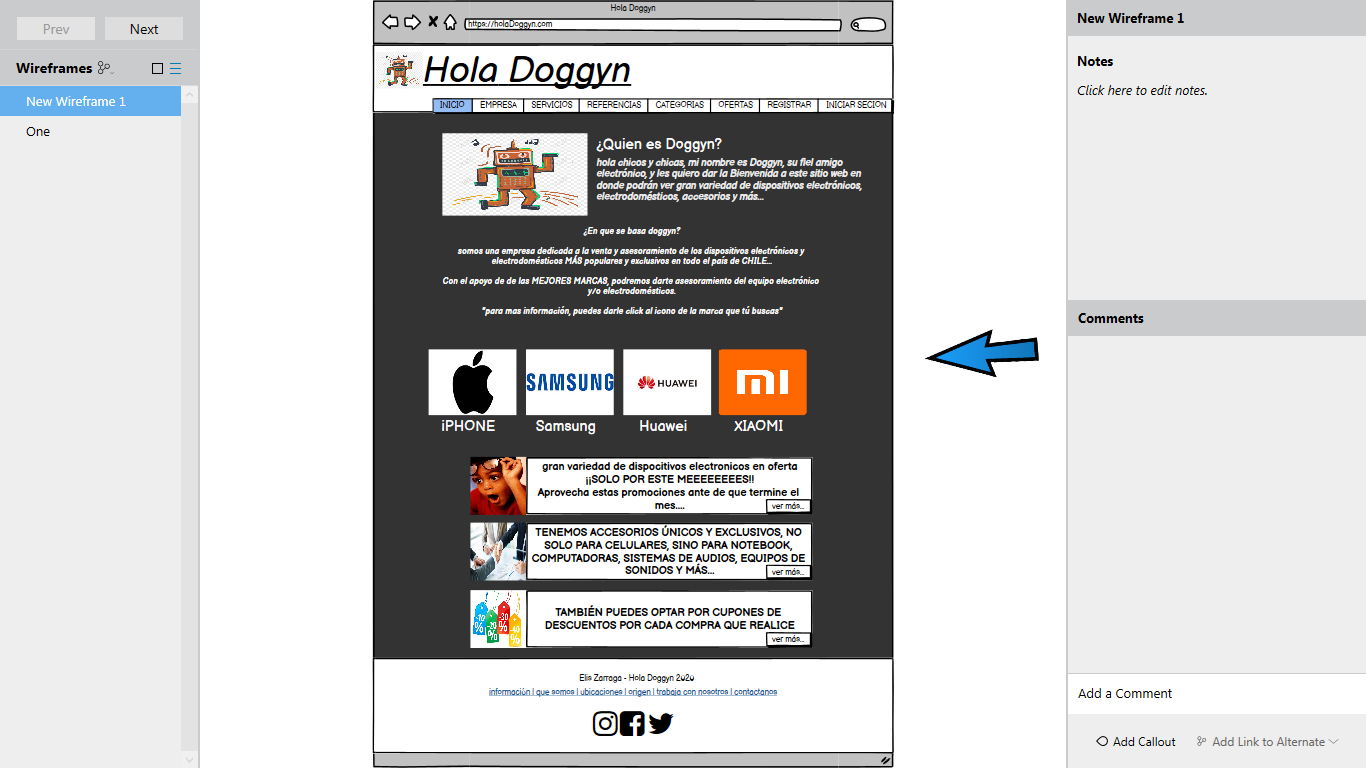 Prev
Next
Wireframes
New Wireframe 1
One
Hola Doggyn
https://holaDoggyn.com
Hola Doggyn
INICIO
EMPRESA
SERVICIOS
REFERENCIAS
CATEGORIAS
OFERTAS
REGISTRAR
INICIAR SECION
¿Quien es Doggyn?
hola chicos y chicas, mi nombre es Doggyn, su fiel amigo
electrónico, y les quiero dar la Bienvenida a este sitio web en
donde podrán ver gran variedad de dispositivos electrónicos,
electrodomésticos, accesorios y más...
¿En que se basa doggyn?
somos una empresa dedicada a la venta y asesoramiento de los dispositivos electrónicos y
electrodomésticos MÁS populares y exclusivos en todo el país de CHILE...
Con el apoyo de de las MEJORES MARCAS, podremos darte asesoramiento del equipo electrónico
y/o electrodomésticos.
"para mas información, puedes darle click al icono de la marca que tú buscas"
SAMSUNG
HUAWEI
MI
iPHONE
Samsung
Huawei
XIAOMI
gran variedad de dispocitivos electronicos en oferta
¡¡SOLO POR ESTE MEEEEEEEES!!
Aprovecha estas promociones ante de que termine el
mes....
ver más...
TENEMOS ACCESORIOS ÚNICOS Y EXCLUSIVOS, NO
SOLO PARA CELULARES, SINO PARA NOTEBOOK,
COMPUTADORAS, SISTEMAS DE AUDIOS, EQUIPOS DE
SONIDOS Y MÁS...
ver más...
-10%
-20%
-30%
-40%
TAMBIÉN PUEDES OPTAR POR CUPONES DE
DESCUENTOS POR CADA COMPRA QUE REALICE
ver más...
Elis Zarraga - Hola Doggyn 2020
información | que somos | ubicaciones | origen | trabaja con nosotros | contactanos
New Wireframe 1
Notes
Click here to edit notes.
Comments
Add a Comment
Add Callout
Add Link to Alternate